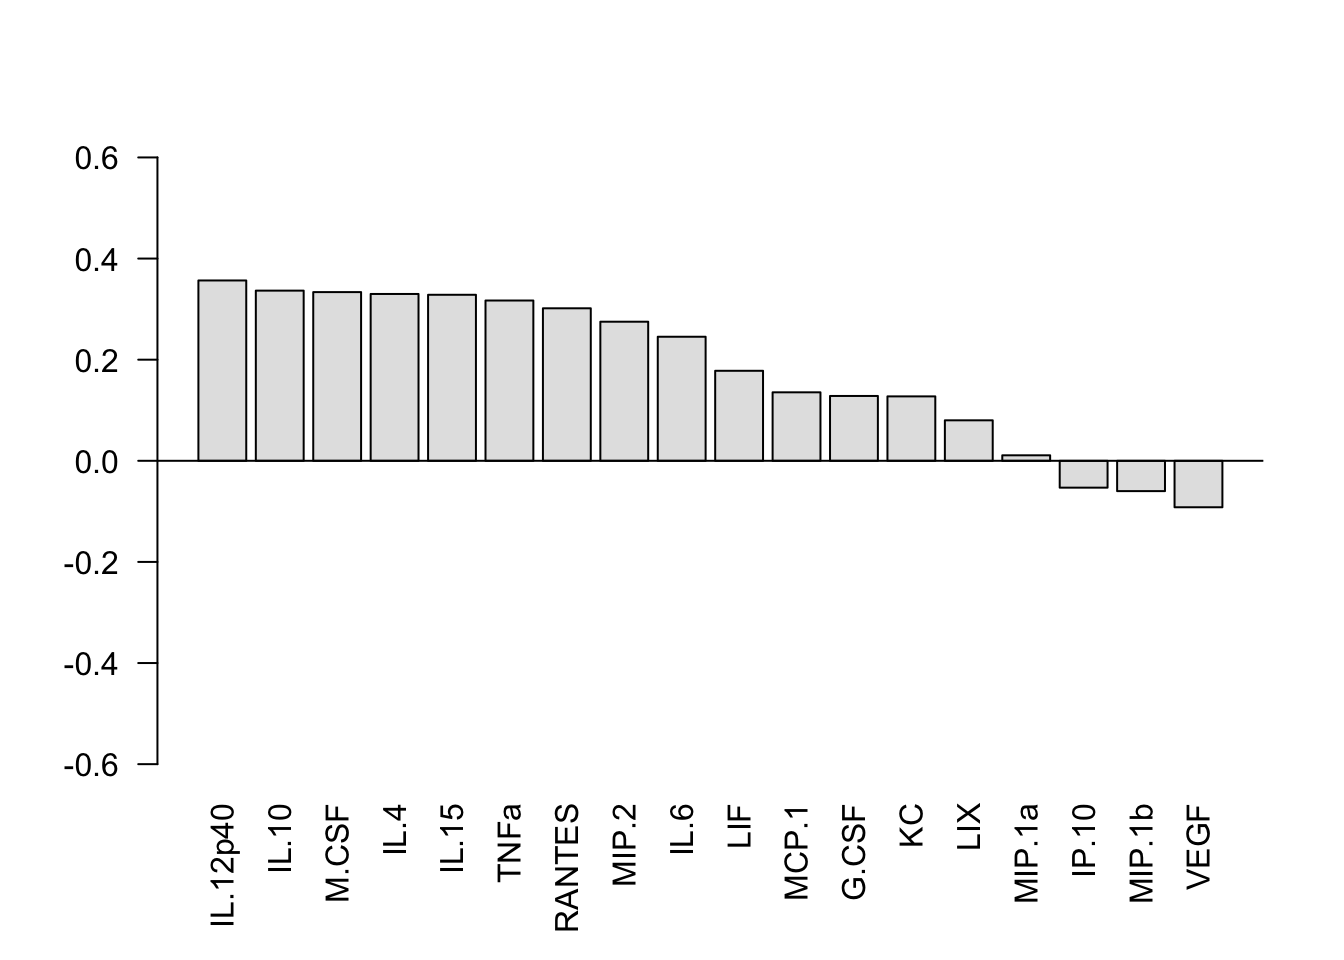 0.6
0.4
0.2
0.0
-0.2
-0.4
-0.6
IL.12p40
IL.10
M.CSF
IL.4
IL.15
TNFa
RANTES
MIP.2
IL.6
LIF
MCP.1
G.CSF
KC
LIX
MIP.1a
IP.10
MIP.1b
VEGF